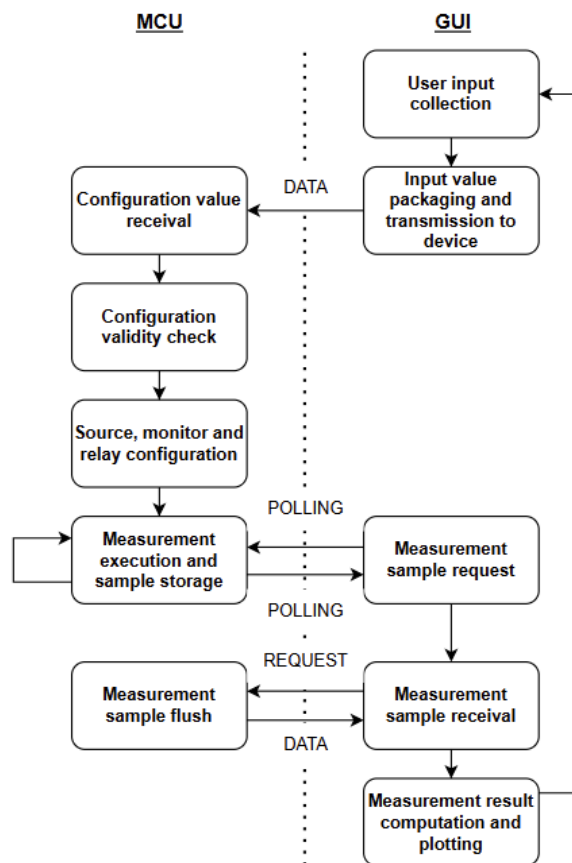 MCU
GUI
User input
collection
DATA
Configuration value
receival
Input value
packaging and
transmission to
device
Configuration
validity check
Source, monitor and
relay configuration
POLLING
Measurement
execution and
sample storage
Measurement
sample request
POLLING
REQUEST
Measurement
sample flush
Measurement
sample receival
DATA
Measurement result
computation and
plotting